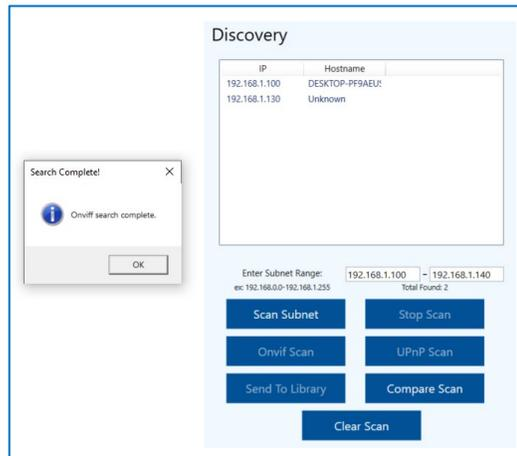 Discovery
IP Hostname
192.168.1.100 DESKTOP-PF9AEUS
192.168.1.130 Unknown
Search Complete!
Onviff search complete.
OK
Enter Subnet Range: 192.168.1.100 - 192.168.1.140
ex: 192.168.0.0-192.168.1.255 Total Found: 2
Scan Subnet Stop Scan
Onvif Scan UPnP Scan
Send To Library Compare Scan
Clear Scan